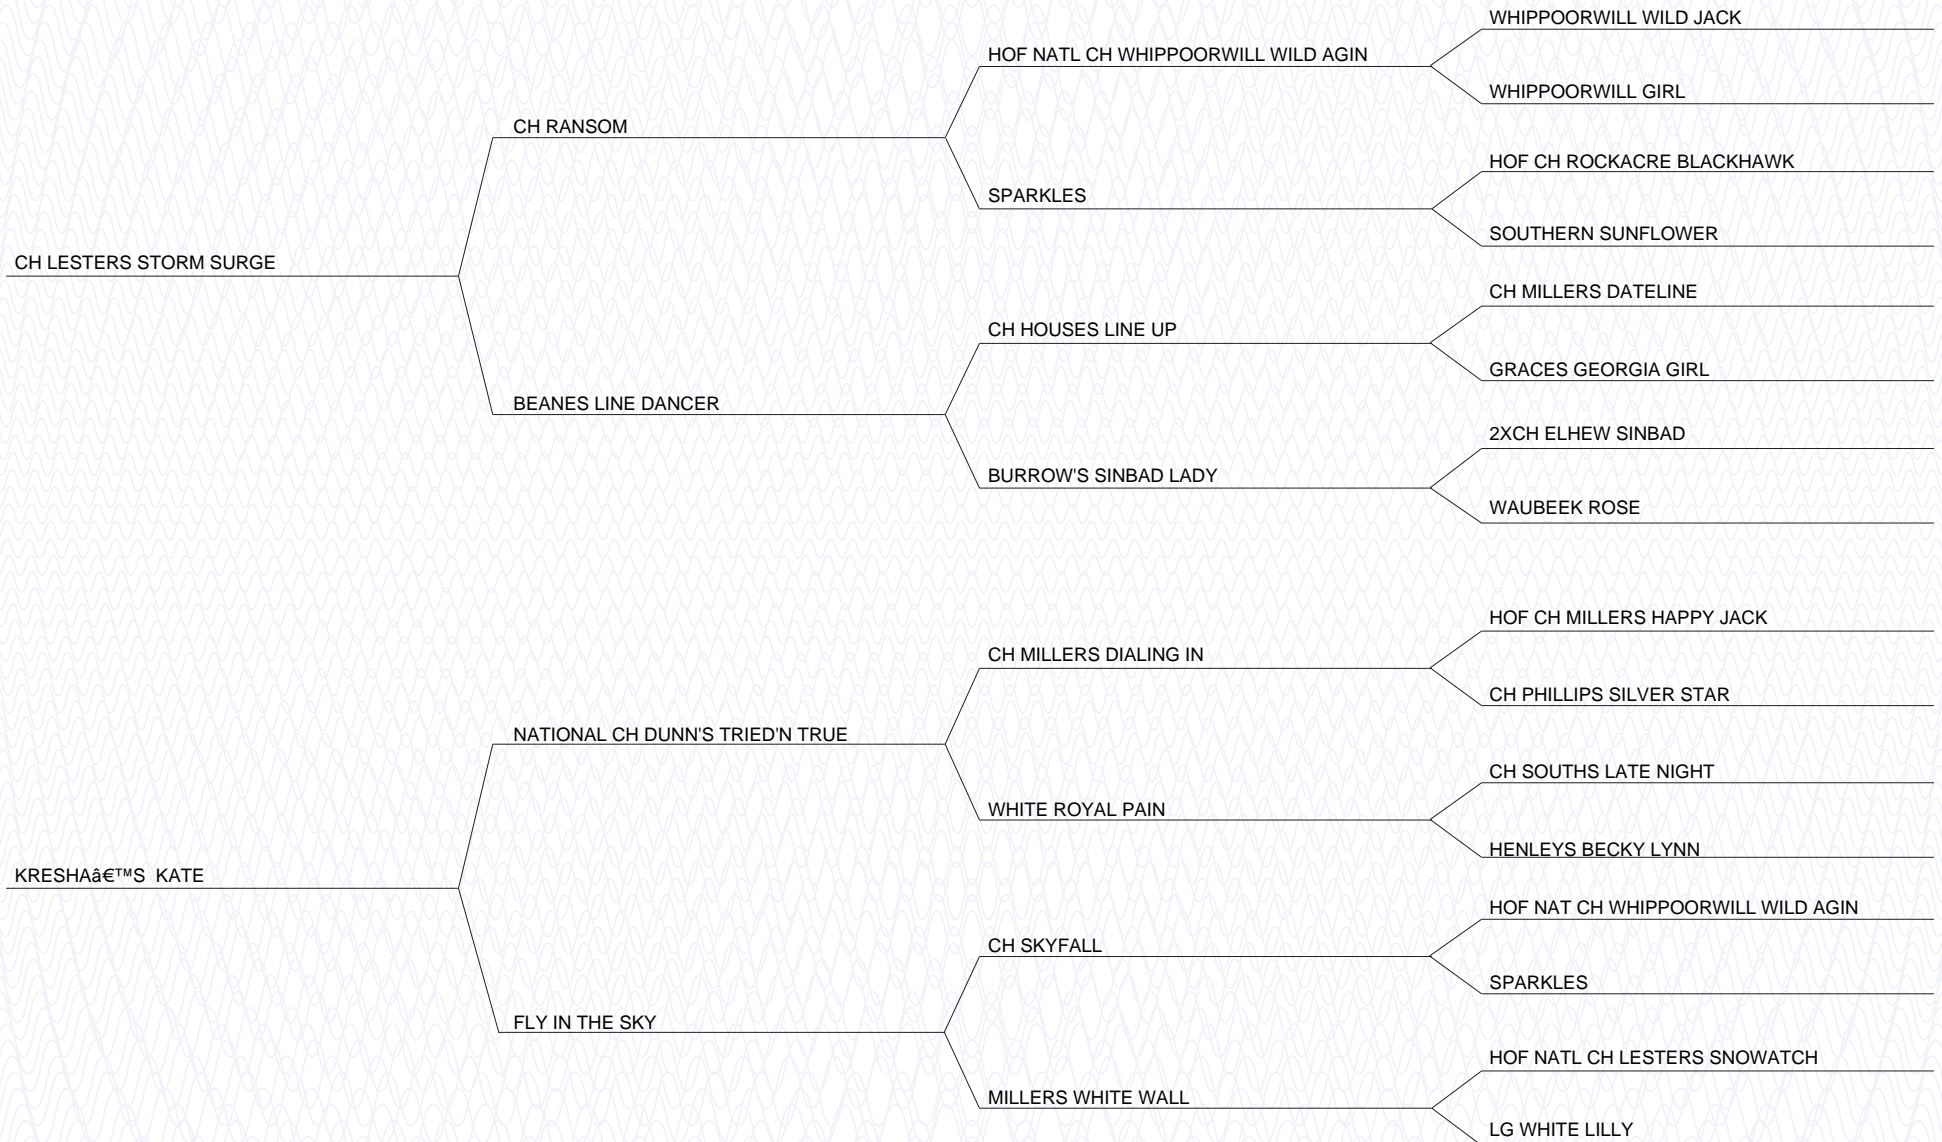 WHIPPOORWILL WILD JACK
HOF NATL CH WHIPPOORWILL WILD AGIN
WHIPPOORWILL GIRL
CH RANSOM
HOF CH ROCKACRE BLACKHAWK
SPARKLES
SOUTHERN SUNFLOWER
CH LESTERS STORM SURGE
CH MILLERS DATELINE
CH HOUSES LINE UP
GRACES GEORGIA GIRL
BEANES LINE DANCER
2XCH ELHEW SINBAD
BURROW'S SINBAD LADY
WAUBEEK ROSE
HOF CH MILLERS HAPPY JACK
CH MILLERS DIALING IN
CH PHILLIPS SILVER STAR
NATIONAL CH DUNN'S TRIED'N TRUE
CH SOUTHS LATE NIGHT
WHITE ROYAL PAIN
HENLEYS BECKY LYNN
KRESHAâ€™S KATE
HOF NAT CH WHIPPOORWILL WILD AGIN
CH SKYFALL
SPARKLES
FLY IN THE SKY
HOF NATL CH LESTERS SNOWATCH
MILLERS WHITE WALL
LG WHITE LILLY